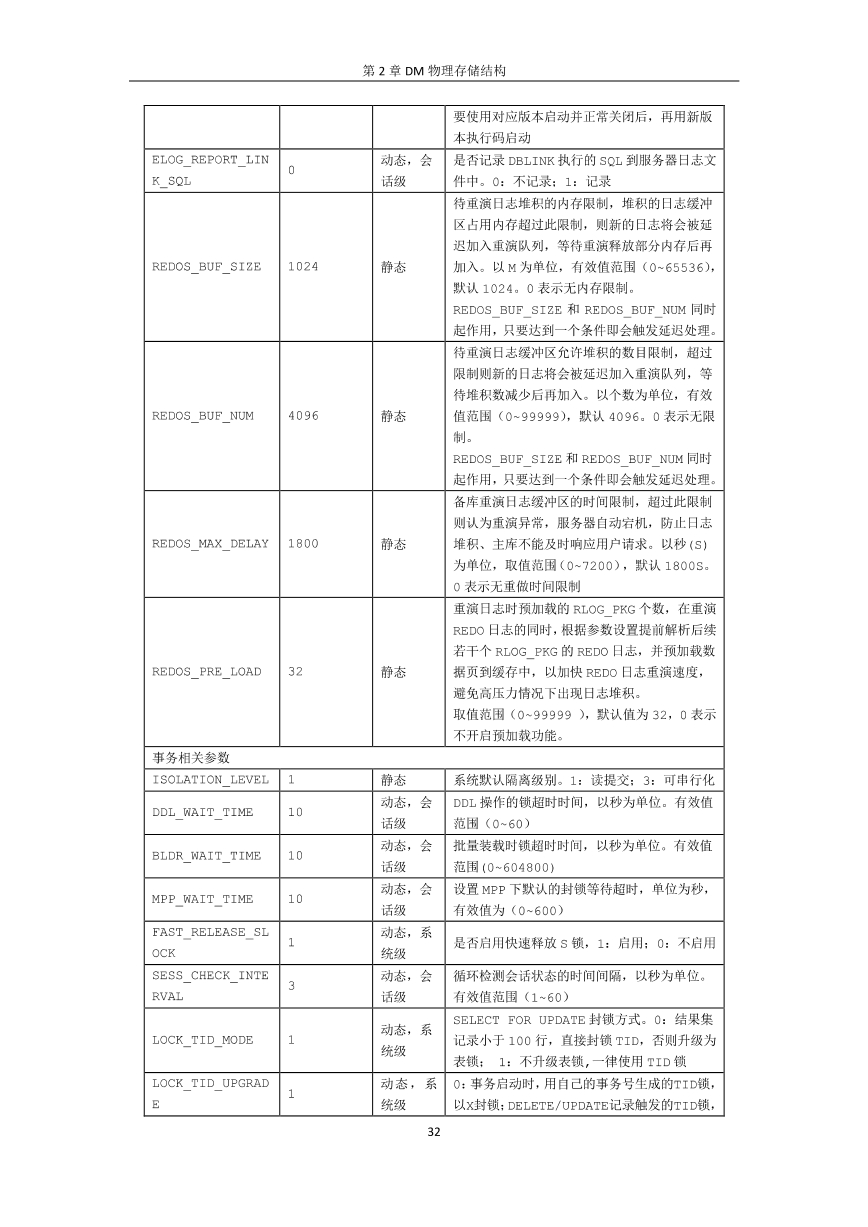 第 2 章 DM 物理存储结构
要使用对应版本启动并正常关闭后，再用新版
本执行码启动
ELOG_REPORT_LIN
K_SQL
0
动态，会
话级
是否记录 DBLINK 执行的 SQL 到服务器日志文
件中。0：不记录；1：记录
REDOS_BUF_SIZE
1024
静态
待重演日志堆积的内存限制，堆积的日志缓冲
区占用内存超过此限制，则新的日志将会被延
迟加入重演队列，等待重演释放部分内存后再
加入。以 M 为单位，有效值范围（0~65536），
默认 1024。0 表示无内存限制。
REDOS_BUF_SIZE 和 REDOS_BUF_NUM 同时
起作用，只要达到一个条件即会触发延迟处理。
REDOS_BUF_NUM
4096
静态
待重演日志缓冲区允许堆积的数目限制，超过
限制则新的日志将会被延迟加入重演队列，等
待堆积数减少后再加入。以个数为单位，有效
值范围（0~99999），默认 4096。0 表示无限
制。
REDOS_BUF_SIZE 和 REDOS_BUF_NUM 同时
起作用，只要达到一个条件即会触发延迟处理。
REDOS_MAX_DELAY
1800
静态
备库重演日志缓冲区的时间限制，超过此限制
则认为重演异常，服务器自动宕机，防止日志
堆积、主库不能及时响应用户请求。以秒(S)
为单位，取值范围（0~7200），默认 1800S。
0 表示无重做时间限制
REDOS_PRE_LOAD
32
静态
重演日志时预加载的 RLOG_PKG 个数，在重演
REDO 日志的同时，根据参数设置提前解析后续
若干个 RLOG_PKG 的 REDO 日志，并预加载数
据页到缓存中，以加快 REDO 日志重演速度，
避免高压力情况下出现日志堆积。
取值范围（0~99999 ），默认值为 32，0 表示
不开启预加载功能。
事务相关参数
ISOLATION_LEVEL
1
静态
系统默认隔离级别。1：读提交；3：可串行化
DDL_WAIT_TIME
10
动态，会
话级
DDL 操作的锁超时时间，以秒为单位。有效值
范围（0~60）
BLDR_WAIT_TIME
10
动态，会
话级
批量装载时锁超时时间，以秒为单位。有效值
范围(0~604800)
MPP_WAIT_TIME
10
动态，会
话级
设置 MPP 下默认的封锁等待超时，单位为秒，
有效值为（0~600）
FAST_RELEASE_SL
OCK
1
动态，系
统级
是否启用快速释放 S 锁，1：启用；0：不启用
SESS_CHECK_INTE
RVAL
3
动态，会
话级
循环检测会话状态的时间间隔，以秒为单位。
有效值范围（1~60）
LOCK_TID_MODE
1
动态，系
统级
SELECT FOR UPDATE 封锁方式。0：结果集
记录小于 100 行，直接封锁 TID，否则升级为
表锁； 1：不升级表锁,一律使用 TID 锁
LOCK_TID_UPGRAD
E
1
动态，系
统级
0：事务启动时，用自己的事务号生成的TID锁，
以X封锁；DELETE/UPDATE记录触发的TID锁，
32